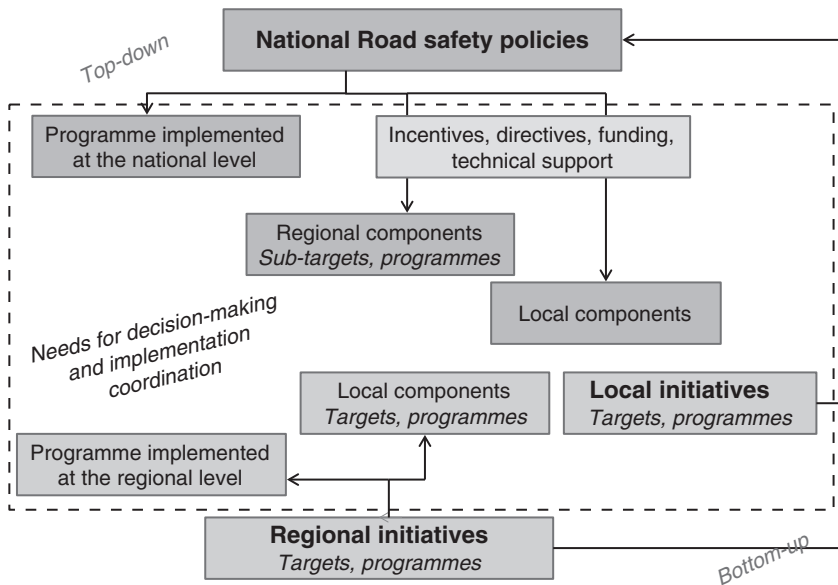 National Road safety policies
Top-down
Programme implemented
at the national level
Incentives, directives, funding,
technical support
Regional components
Sub-targets, programmes
Local components
Needs for decision-making
and implementation
coordination
Local components
Targets, programmes
Local initiatives
Targets, programmes
Programme implemented
at the regional level
Regional initiatives
Targets, programmes
Bottom-up